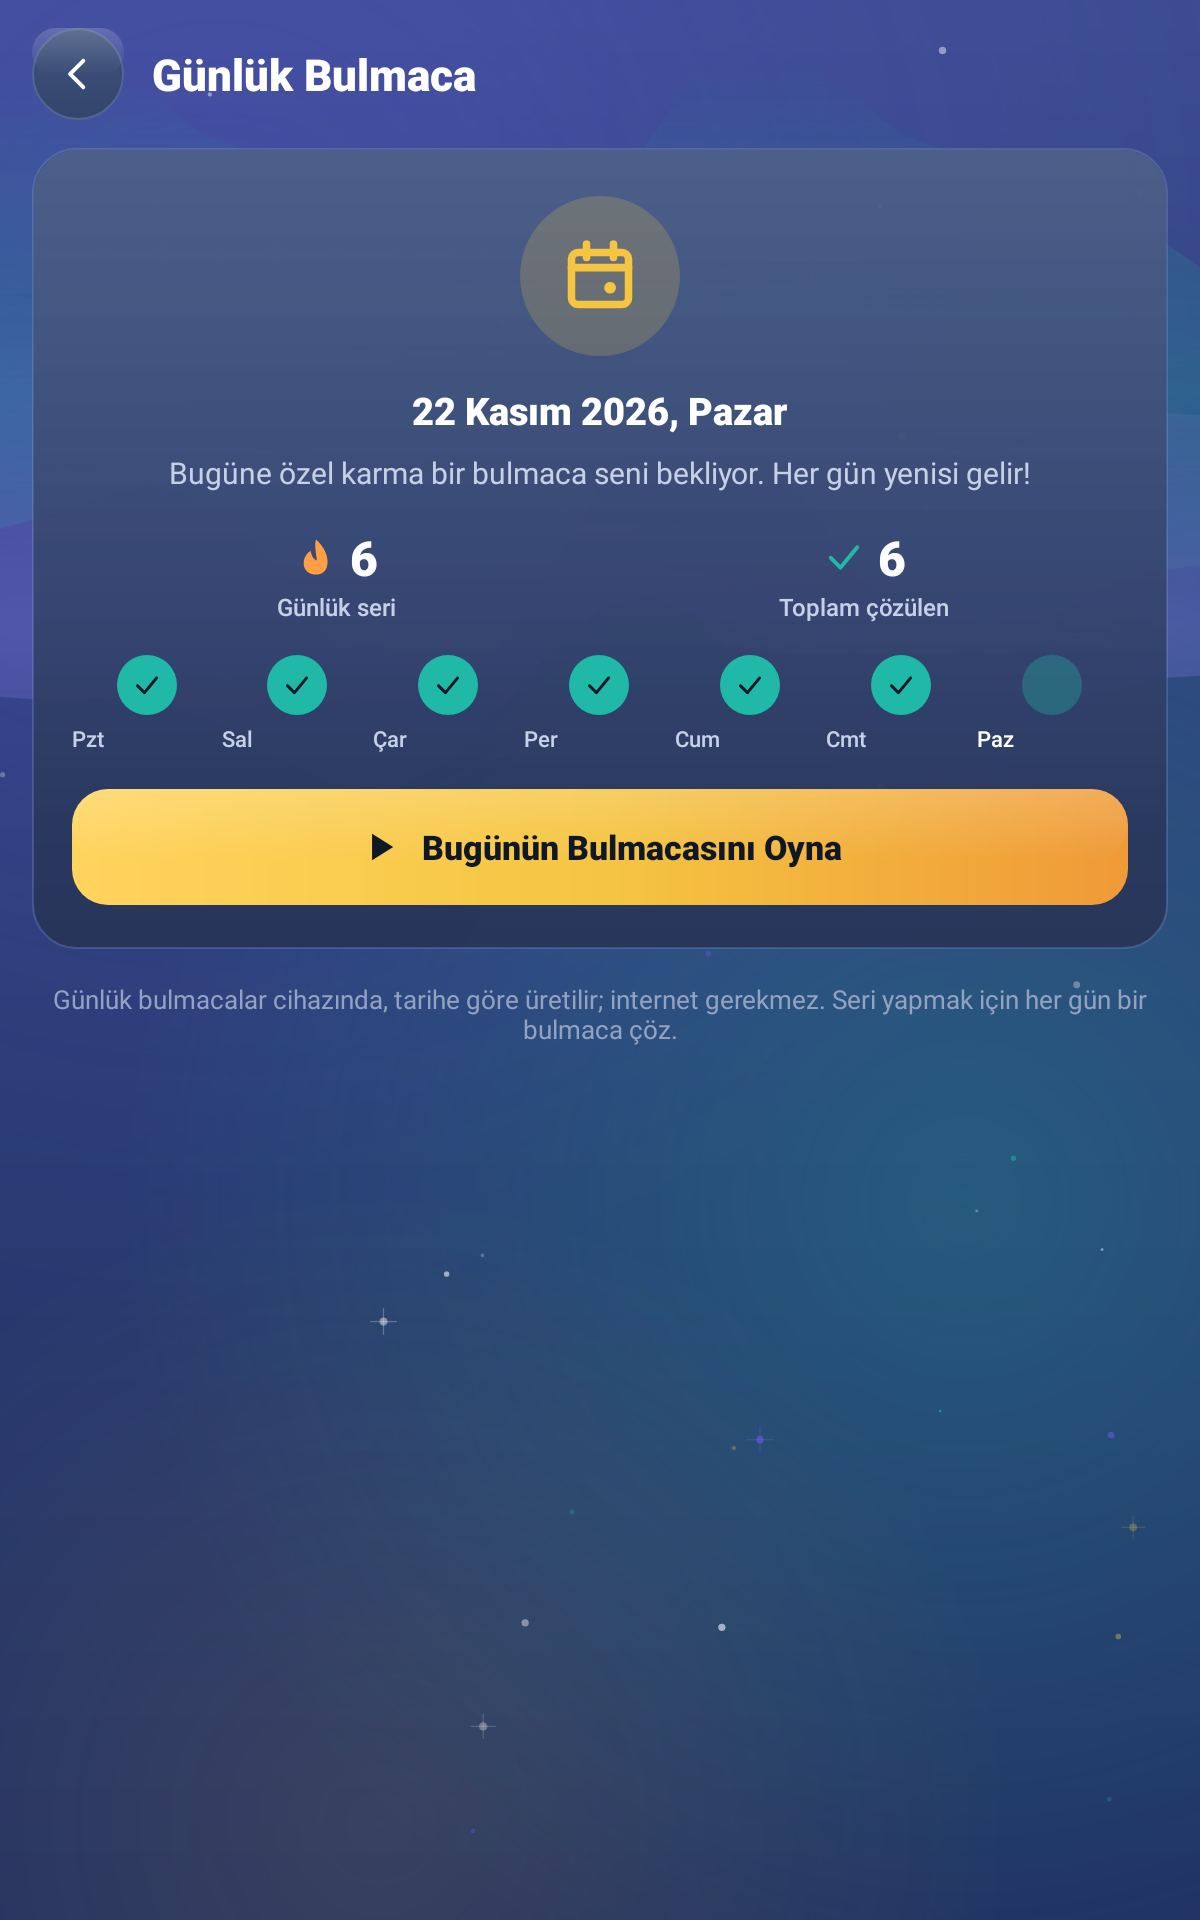 Günlük Bulmaca
22 Kasım 2026, Pazar
Bugüne özel karma bir bulmaca seni bekliyor. Her gün yenisi gelir!
6
6
Günlük seri
Toplam çözülen
Pzt Sal Çar Per Cum Cmt Paz
Bugünün Bulmacasını Oyna
Günlük bulmacalar cihazında, tarihe göre üretilir; internet gerekmez. Seri yapmak için her gün bir
bulmaca çöz.